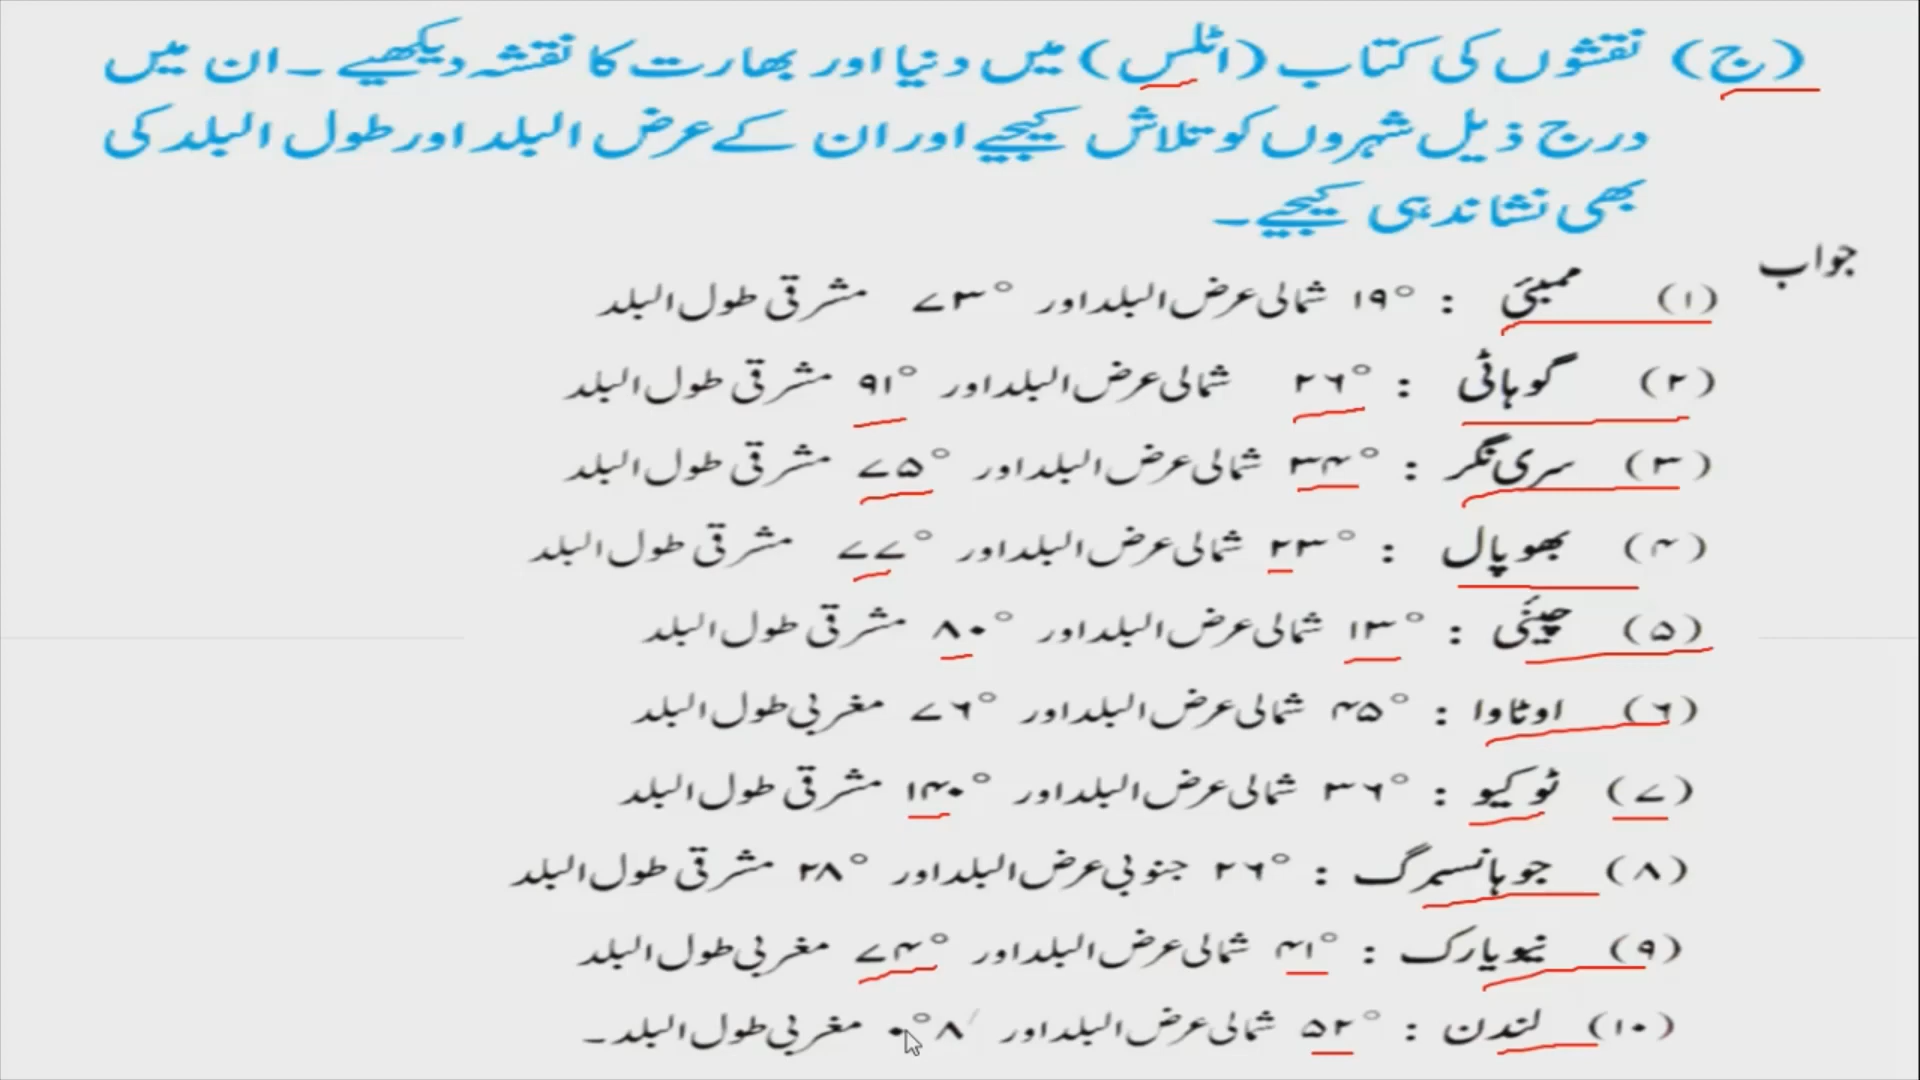 (ج) نقشوں کی کتاب (اٹلس) میں دنیا اور بھارت کا نقشہ دیکھیے ۔ ان میں
درج ذیل شہروں کو تلاش کیجیے اور ان کے عرض البلد اور طول البلد کی
بھی نشاندہی کیجیے ۔
جواب
(۱) ممبئی : ۱۹° شمالی عرض البلد اور ۷۳° مشرقی طول البلد
(۲) گوہاٹی : ۲۶° شمالی عرض البلد اور ۹۱° مشرقی طول البلد
(۳) سری نگر : ۳۴° شمالی عرض البلد اور ۷۵° مشرقی طول البلد
(۴) بھوپال : ۲۳° شمالی عرض البلد اور ۷۷° مشرقی طول البلد
(۵) چینئی : ۱۳° شمالی عرض البلد اور ۸۰° مشرقی طول البلد
(۶) اوٹاوا : ۴۵° شمالی عرض البلد اور ۷۶° مغربی طول البلد
(۷) ٹوکیو : ۳۶° شمالی عرض البلد اور ۱۴۰° مشرقی طول البلد
(۸) جوہانسبرگ : ۲۶° جنوبی عرض البلد اور ۲۸° مشرقی طول البلد
(۹) نیویارک : ۴۱° شمالی عرض البلد اور ۷۴° مغربی طول البلد
(۱۰) لندن : ۵۲° شمالی عرض البلد اور ۰°۸′ مغربی طول البلد ۔